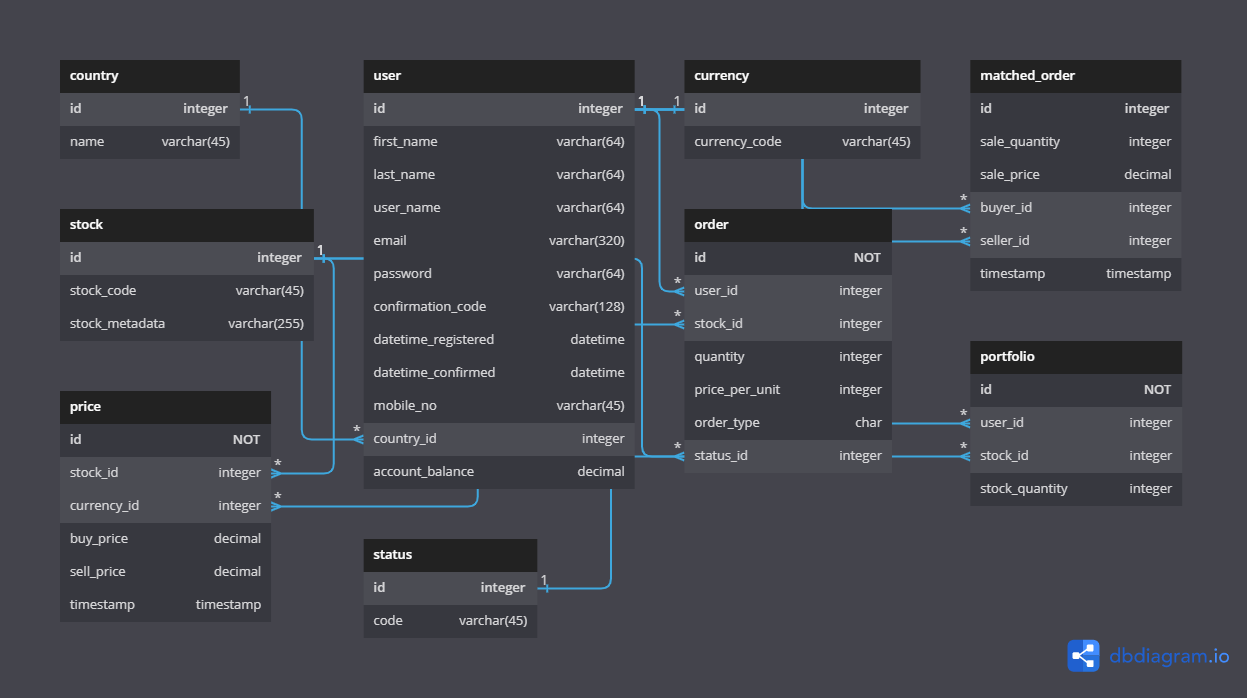 country
id integer
name varchar(45)
stock
id integer
stock_code varchar(45)
stock_metadata varchar(255)
price
id NOT
stock_id integer
currency_id integer
buy_price decimal
sell_price decimal
timestamp timestamp
user
id integer
first_name varchar(64)
last_name varchar(64)
user_name varchar(64)
email varchar(320)
password varchar(64)
confirmation_code varchar(128)
datetime_registered datetime
datetime_confirmed datetime
mobile_no varchar(45)
country_id integer
account_balance decimal
status
id integer
code varchar(45)
currency
id integer
currency_code varchar(45)
order
id NOT
user_id integer
stock_id integer
quantity integer
price_per_unit integer
order_type char
status_id integer
matched_order
id integer
sale_quantity integer
sale_price decimal
buyer_id integer
seller_id integer
timestamp timestamp
portfolio
id NOT
user_id integer
stock_id integer
stock_quantity integer
1
1
*
*
*
1
1
1
*
*
*
*
*
*
*
dbdiagram.io